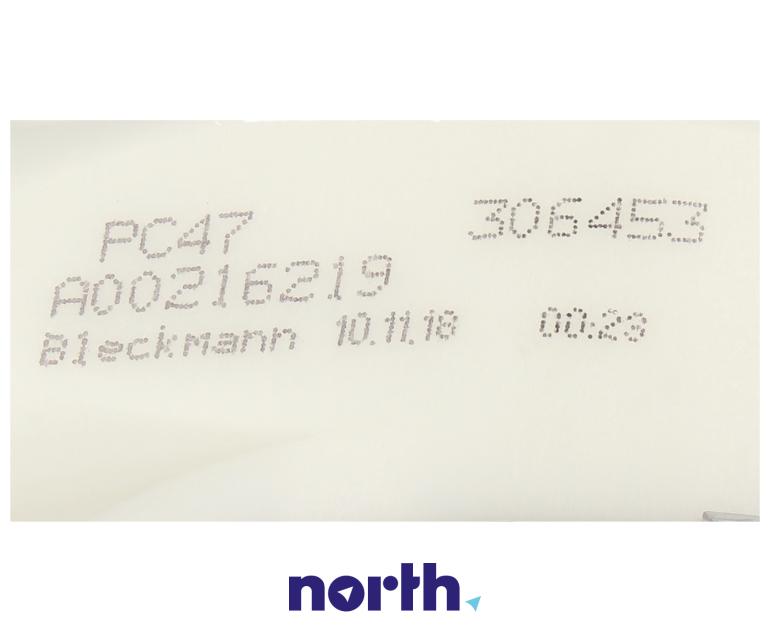 PC47 306453
A00216219
Bleckmann 10.11.18 00:23
north.